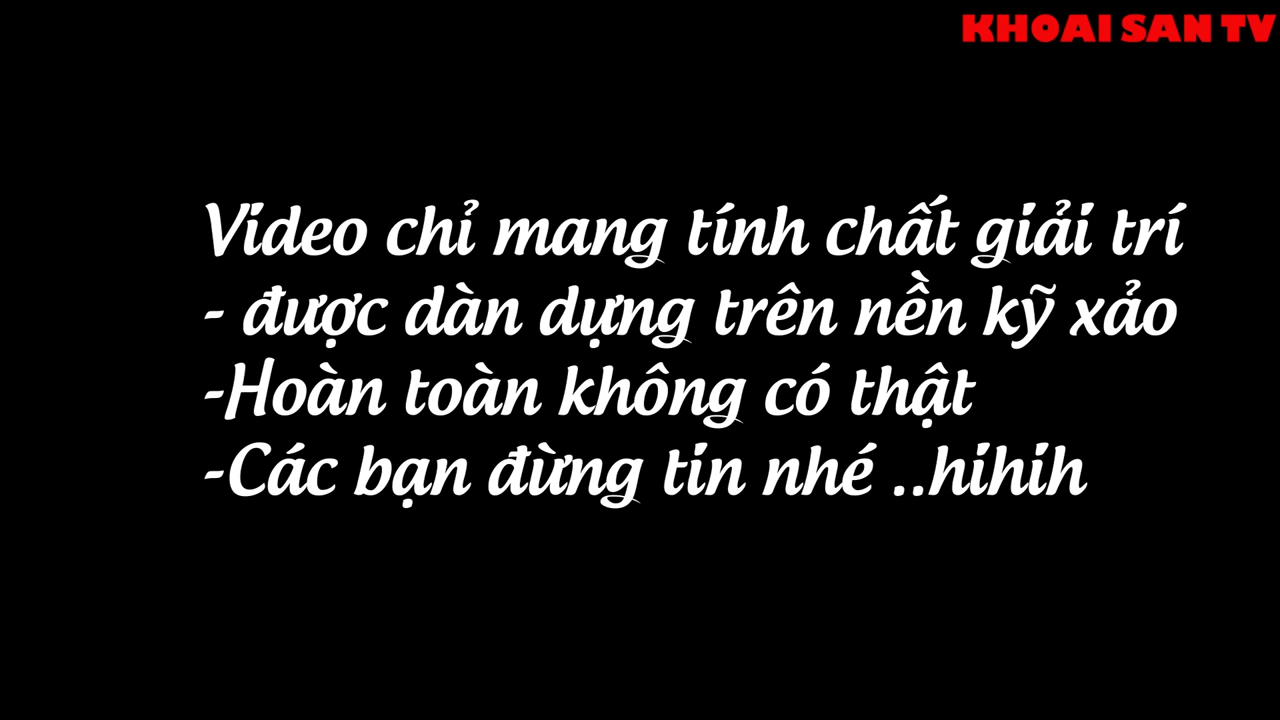 KHOAI SAN TV
Video chỉ mang tính chất giải trí
- được dàn dựng trên nền kỹ xảo
-Hoàn toàn không có thật
-Các bạn đừng tin nhé ..hihih